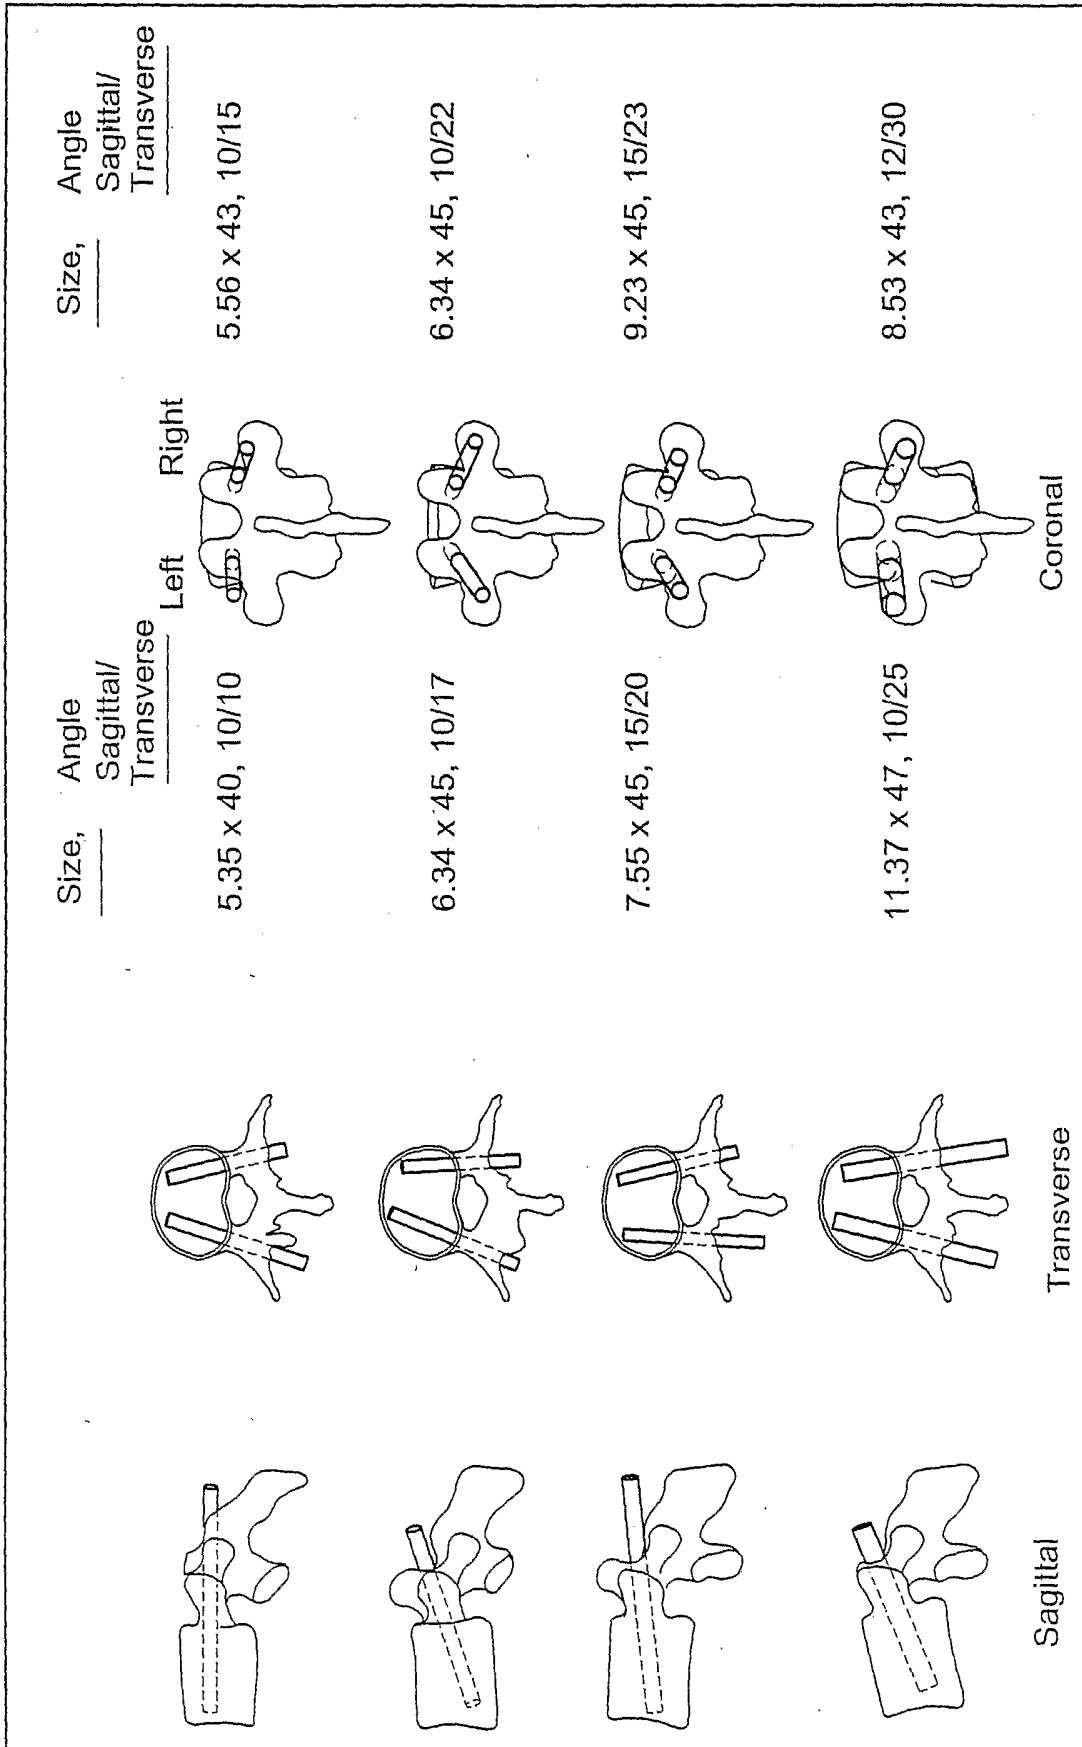 Size, Angle
Sagittal/
Transverse
Left Right
Size, Angle
Sagittal/
Transverse
5.35 x 40, 10/10
5.56 x 43, 10/15
6.34 x 45, 10/17
6.34 x 45, 10/22
7.55 x 45, 15/20
9.23 x 45, 15/23
11.37 x 47, 10/25
8.53 x 43, 12/30
Sagittal
Transverse
Coronal